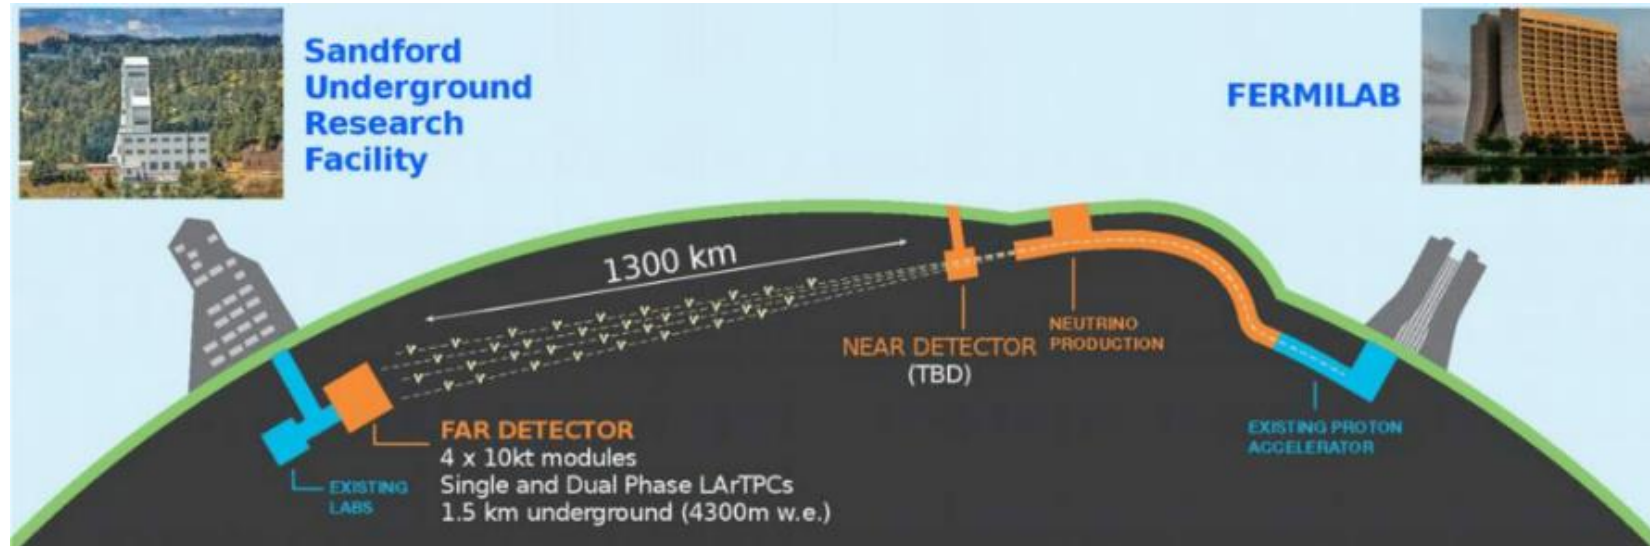 Sandford
Underground
Research
Facility
FERMILAB
1300 km
NEAR DETECTOR
(TBD)
NEUTRINO
PRODUCTION
FAR DETECTOR
4 x 10kt modules
Single and Dual Phase LArTPCs
1.5 km underground (4300m w.e.)
EXISTING
LABS
EXISTING PROTON
ACCELERATOR